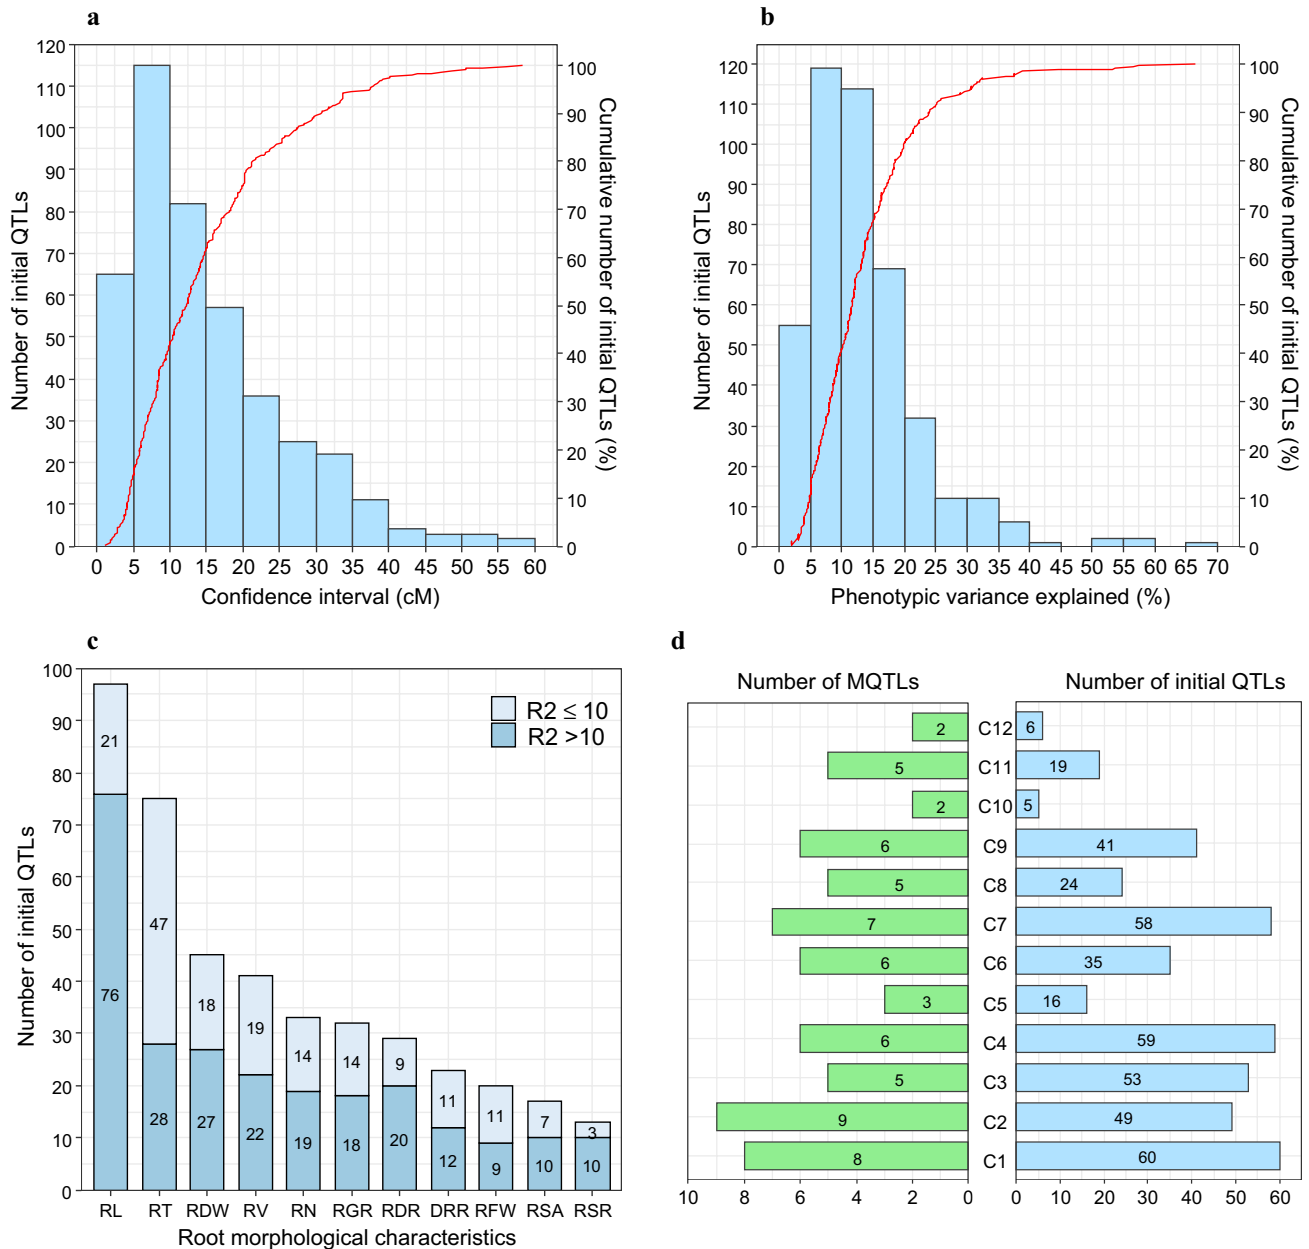 a
Number of initial QTLs
120
110
100
90
80
70
60
50
40
30
20
10
0
0 5 10 15 20 25 30 35 40 45 50 55 60
Confidence interval (cM)
100
90
80
70
60
50
40
30
20
10
0
Cumulative number of initial QTLs (%)
b
Number of initial QTLs
120
110
100
90
80
70
60
50
40
30
20
10
0
0 5 10 15 20 25 30 35 40 45 50 55 60 65 70
Phenotypic variance explained (%)
100
90
80
70
60
50
40
30
20
10
0
Cumulative number of initial QTLs (%)
c
Number of initial QTLs
100
90
80
70
60
50
40
30
20
10
0
R2 ≤ 10
R2 >10
21 47 18 19 14 14 9 11 11 7 3
76 28 27 22 19 18 20 12 9 10 10
RL RT RDW RV RN RGR RDR DRR RFW RSA RSR
Root morphological characteristics
d
Number of MQTLs Number of initial QTLs
2 C12 6
5 C11 19
2 C10 5
6 C9 41
5 C8 24
7 C7 58
6 C6 35
3 C5 16
6 C4 59
5 C3 53
9 C2 49
8 C1 60
10 8 6 4 2 0 0 10 20 30 40 50 60